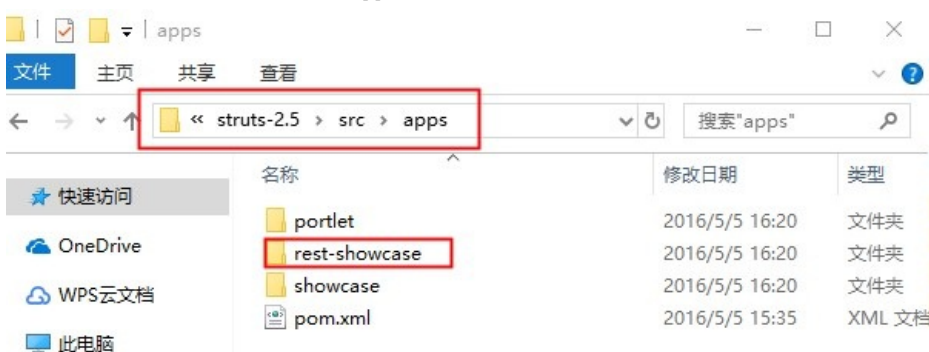 apps
文件 主页 共享 查看
« struts-2.5 › src › apps 搜索"apps"
名称 修改日期 类型
快速访问
portlet 2016/5/5 16:20 文件夹
OneDrive
rest-showcase 2016/5/5 16:20 文件夹
showcase 2016/5/5 16:20 文件夹
WPS云文档
pom.xml 2016/5/5 15:35 XML 文档
此电脑